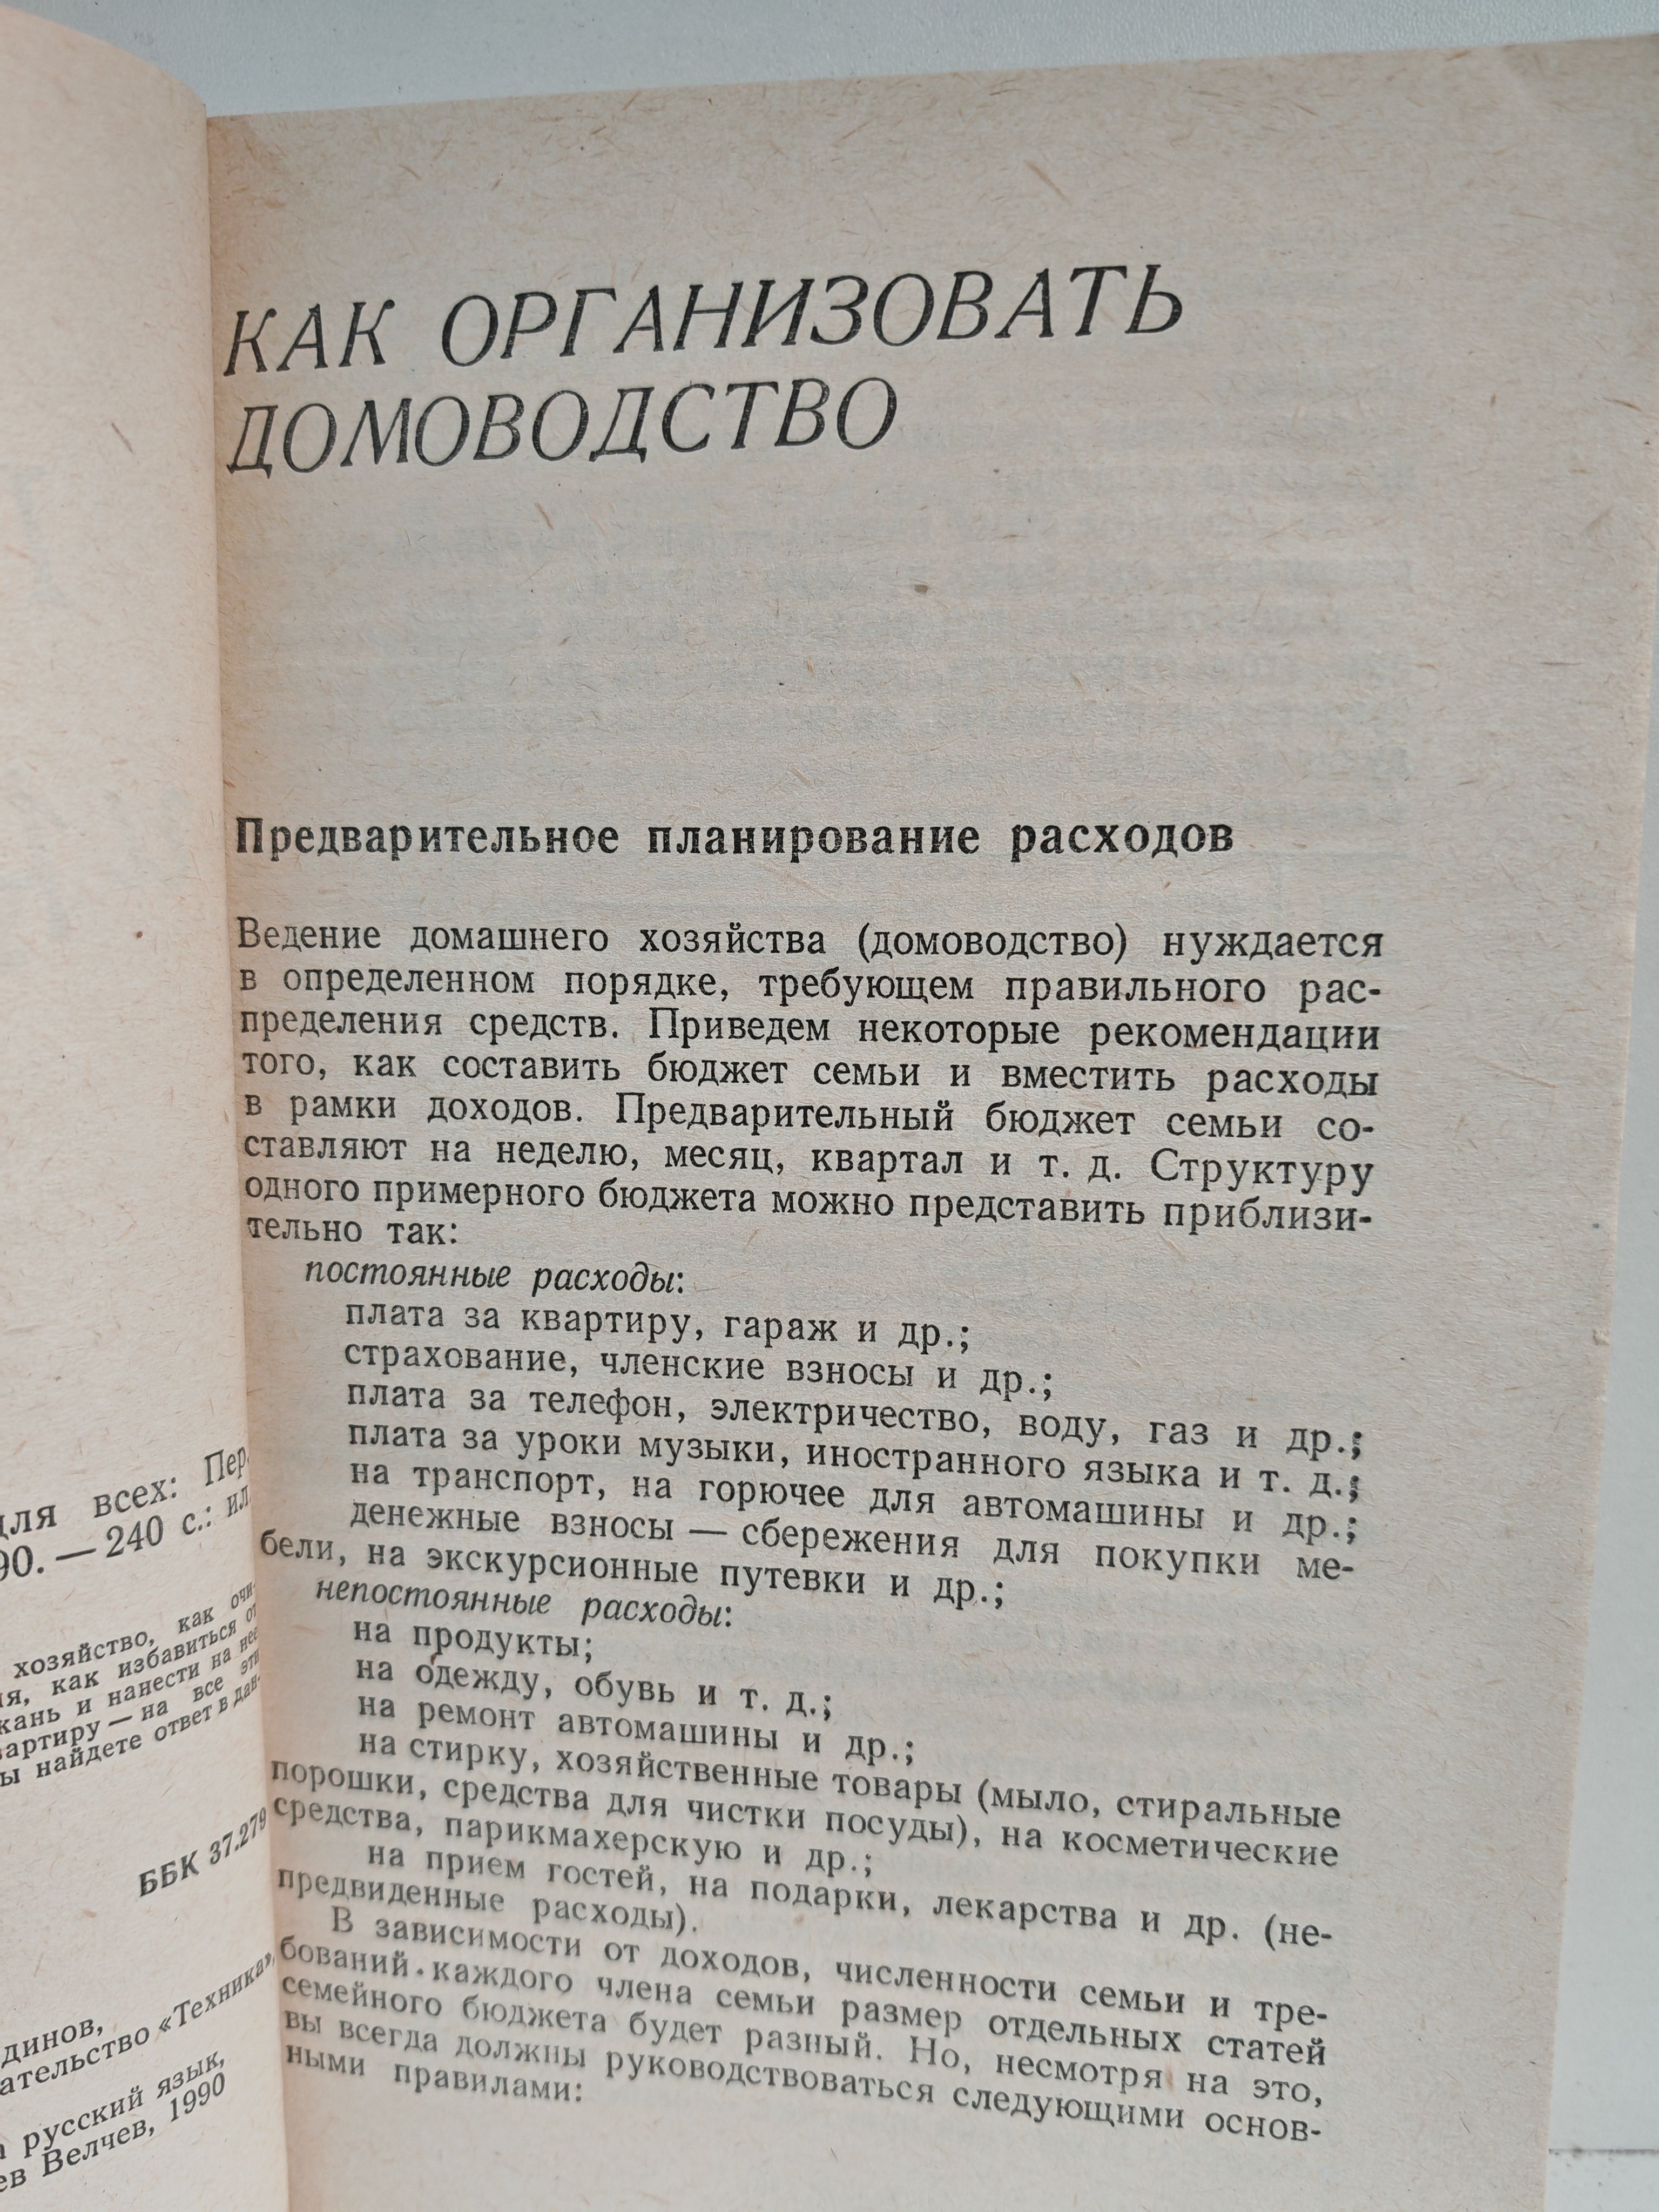 для всех: Пер.
90. — 240 с.: ил.
хозяйство, как очи-
как избавиться от
и нанести на нее
на все эти
найдете ответ в дан-
ББК 37.279
«Техника»,
русский язык,
Велчев, 1990
КАК ОРГАНИЗОВАТЬ
ДОМОВОДСТВО
Предварительное планирование расходов
Ведение домашнего хозяйства (домоводство) нуждается
в определенном порядке, требующем правильного рас-
пределения средств. Приведем некоторые рекомендации
того, как составить бюджет семьи и вместить расходы
в рамки доходов. Предварительный бюджет семьи со-
ставляют на неделю, месяц, квартал и т. д. Структуру
одного примерного бюджета можно представить приблизи-
тельно так:
постоянные расходы:
плата за квартиру, гараж и др.;
страхование, членские взносы и др.;
плата за телефон, электричество, воду, газ и др.;
плата за уроки музыки, иностранного языка и т. д.;
на транспорт, на горючее для автомашины и др.;
денежные взносы — сбережения для покупки ме-
бели, на экскурсионные путевки и др.;
непостоянные расходы:
на продукты;
на одежду, обувь и т. д.;
на ремонт автомашины и др.;
на стирку, хозяйственные товары (мыло, стиральные
порошки, средства для чистки посуды), на косметические
средства, парикмахерскую и др.;
на прием гостей, на подарки, лекарства и др. (не-
предвиденные расходы).
В зависимости от доходов, численности семьи и тре-
бований каждого члена семьи размер отдельных статей
семейного бюджета будет разный. Но, несмотря на это,
вы всегда должны руководствоваться следующими основ-
ными правилами: